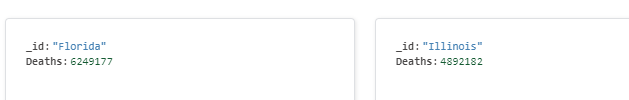 _id: "Florida"
Deaths: 6249177
_id: "Illinois"
Deaths: 4892182